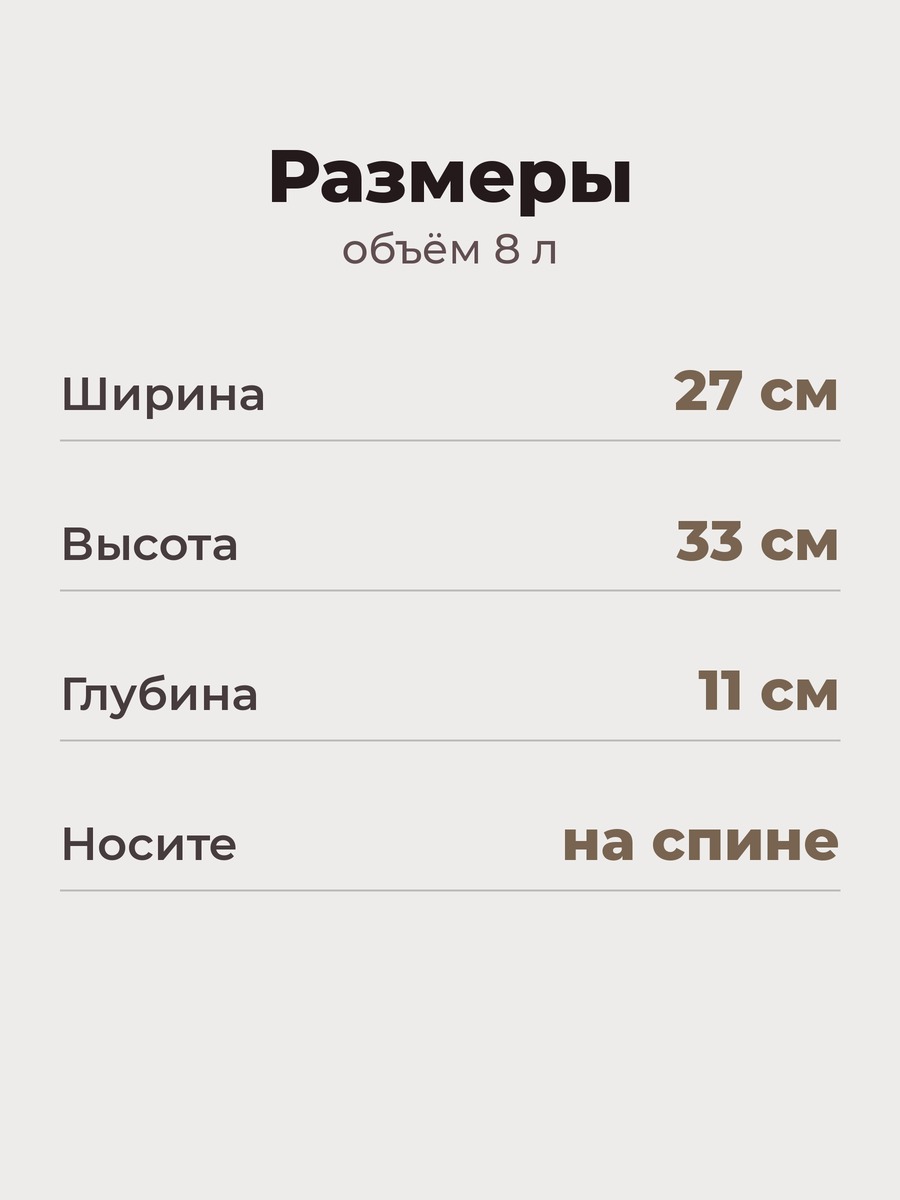 Размеры
объём 8 л
Ширина 27 см
Высота 33 см
Глубина 11 см
Носите на спине